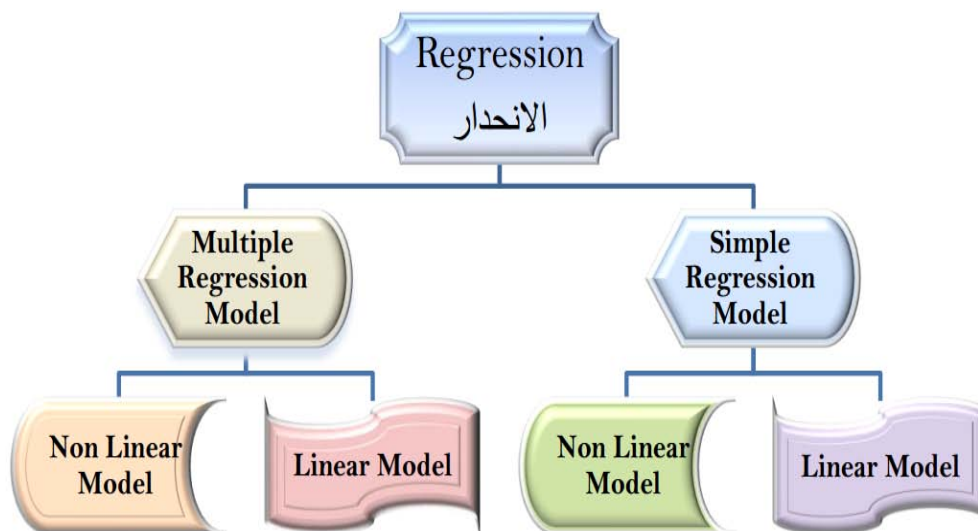 Regression
الانحدار
Multiple
Regression
Model
Simple
Regression
Model
Non Linear
Model
Linear Model
Non Linear
Model
Linear Model